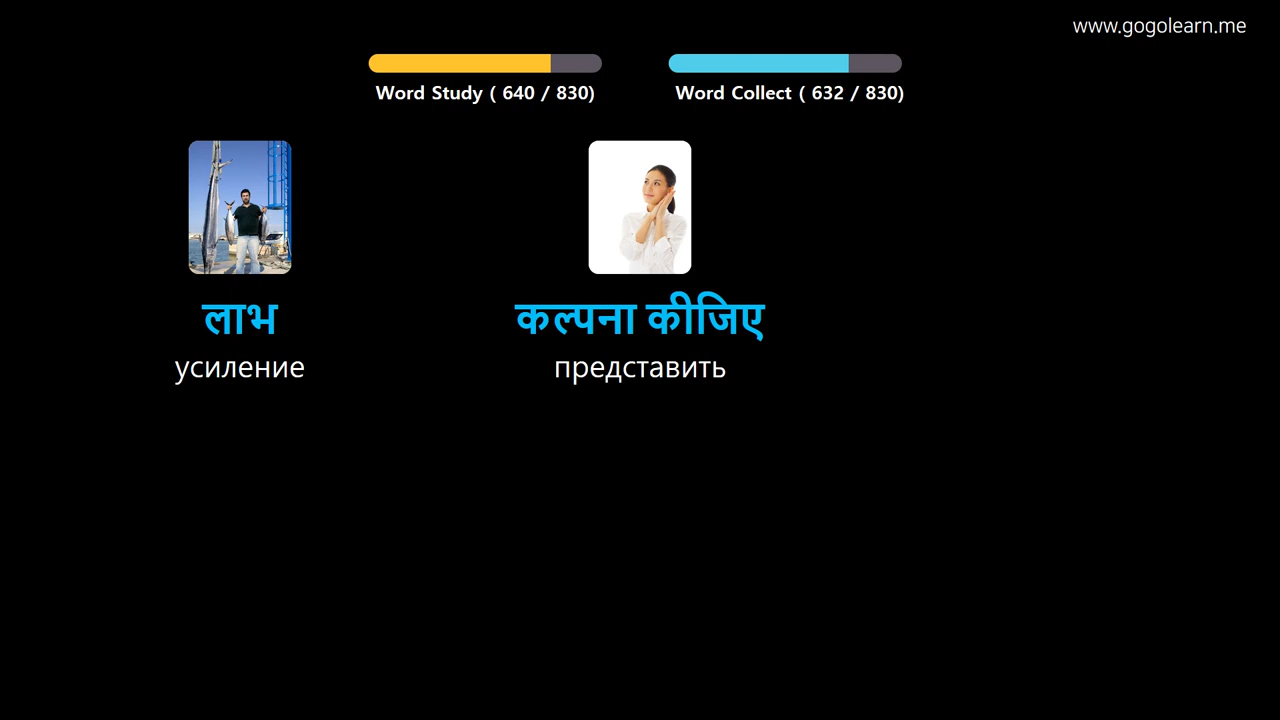 www.gogolearn.me
Word Study ( 640 / 830)
Word Collect ( 632 / 830)
लाभ
कल्पना कीजिए
усиление
представить